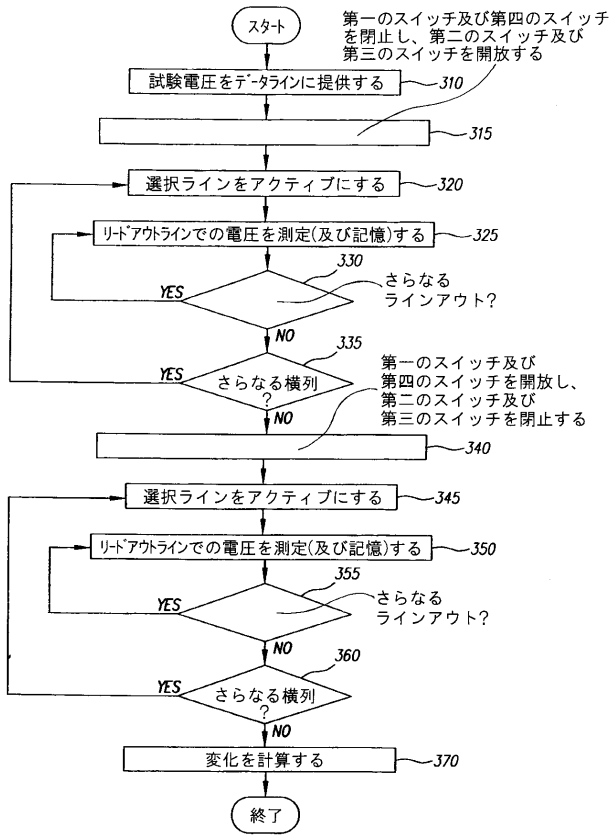 スタート
第一のスイッチ及び第四のスイッチ
を閉止し、第二のスイッチ及び
第三のスイッチを開放する
試験電圧をデータラインに提供する
310
315
選択ラインをアクティブにする
320
リードアウトラインでの電圧を測定(及び記憶)する
325
330
さらなる
ラインアウト?
YES
NO
335
さらなる横列
?
YES
NO
第一のスイッチ及び
第四のスイッチを開放し、
第二のスイッチ及び
第三のスイッチを閉止する
340
選択ラインをアクティブにする
345
リードアウトラインでの電圧を測定(及び記憶)する
350
355
さらなる
ラインアウト?
YES
NO
360
さらなる横列
?
YES
NO
変化を計算する
370
終了